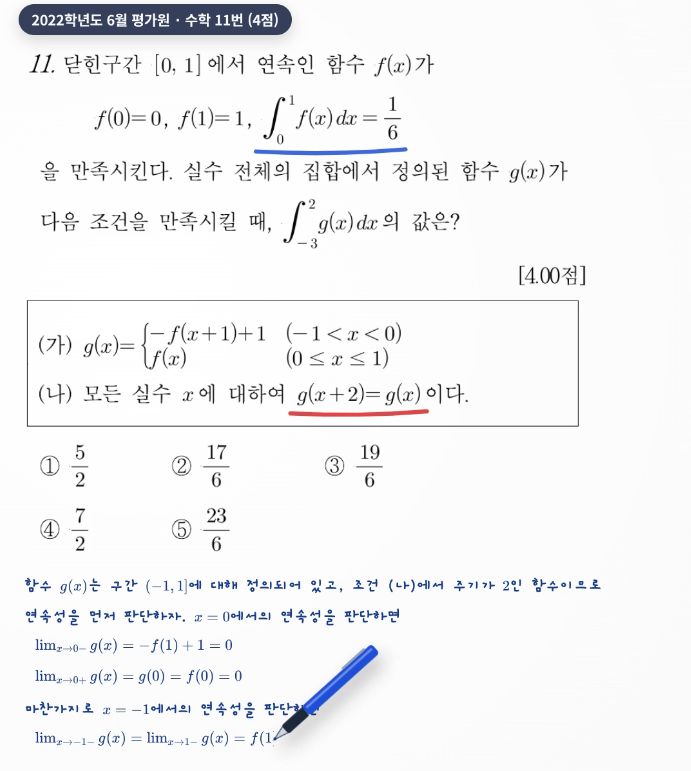 2022학년도 6월 평가원 · 수학 11번 (4점)
11. 닫힌구간 [0, 1]에서 연속인 함수 f(x)가
f(0)=0, f(1)=1, ∫₀¹ f(x)dx = 1/6
을 만족시킨다. 실수 전체의 집합에서 정의된 함수 g(x)가
다음 조건을 만족시킬 때, ∫₋₃² g(x)dx의 값은?
[4.00점]
(가) g(x)= { −f(x+1)+1 (−1<x<0)
f(x) (0≤x≤1)
(나) 모든 실수 x에 대하여 g(x+2)=g(x)이다.
① 5/2 ② 17/6 ③ 19/6
④ 7/2 ⑤ 23/6
함수 g(x)는 구간 (−1, 1]에 대해 정의되어 있고, 조건 (나)에서 주기가 2인 함수이므로
연속성을 먼저 판단하자. x = 0에서의 연속성을 판단하면
lim_{x→0−} g(x) = −f(1) + 1 = 0
lim_{x→0+} g(x) = g(0) = f(0) = 0
마찬가지로 x = −1에서의 연속성을 판단
lim_{x→−1−} g(x) = lim_{x→1−} g(x) = f(1